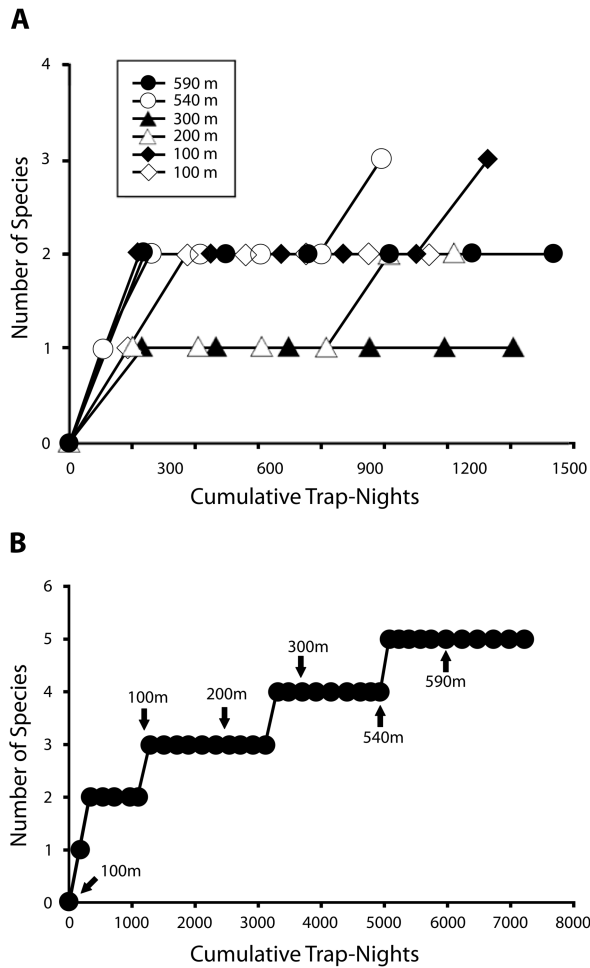 A
4
3
2
1
0
Number of Species
590 m
540 m
300 m
200 m
100 m
100 m
0 300 600 900 1200 1500
Cumulative Trap-Nights
B
6
5
4
3
2
1
0
Number of Species
100m
100m
200m
300m
540m
590m
0 1000 2000 3000 4000 5000 6000 7000 8000
Cumulative Trap-Nights